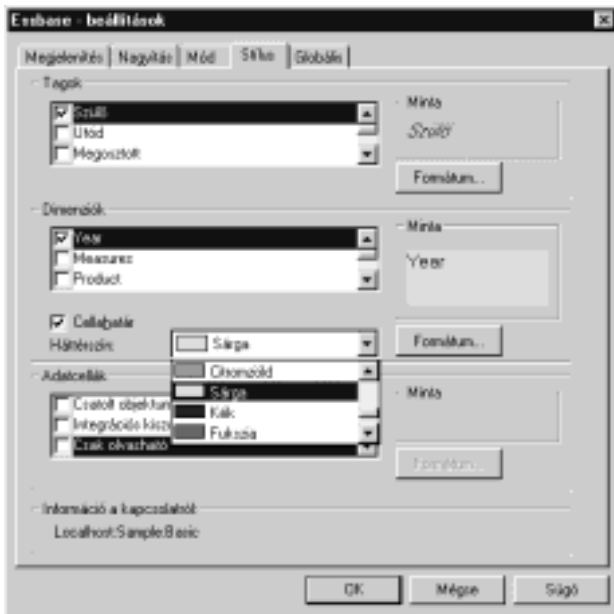 Essbase - beállítások
Megjelenítés Nagyítás Mód Stílus Globális
Tagok
Szülő
Utód
Megosztott
Minta
Szülő
Formátum...
Dimenziók
Year
Measures
Product
Minta
Year
Cellahatár
Háttérszín: Sárga
Formátum...
Citromzöld
Sárga
Kék
Fukszia
Adatcellák
Csatolt objektum
Integrációs
Csak olvasható
Minta
Formátum...
Információ a kapcsolatról:
Localhost:Sample:Basic
OK Mégse Súgó